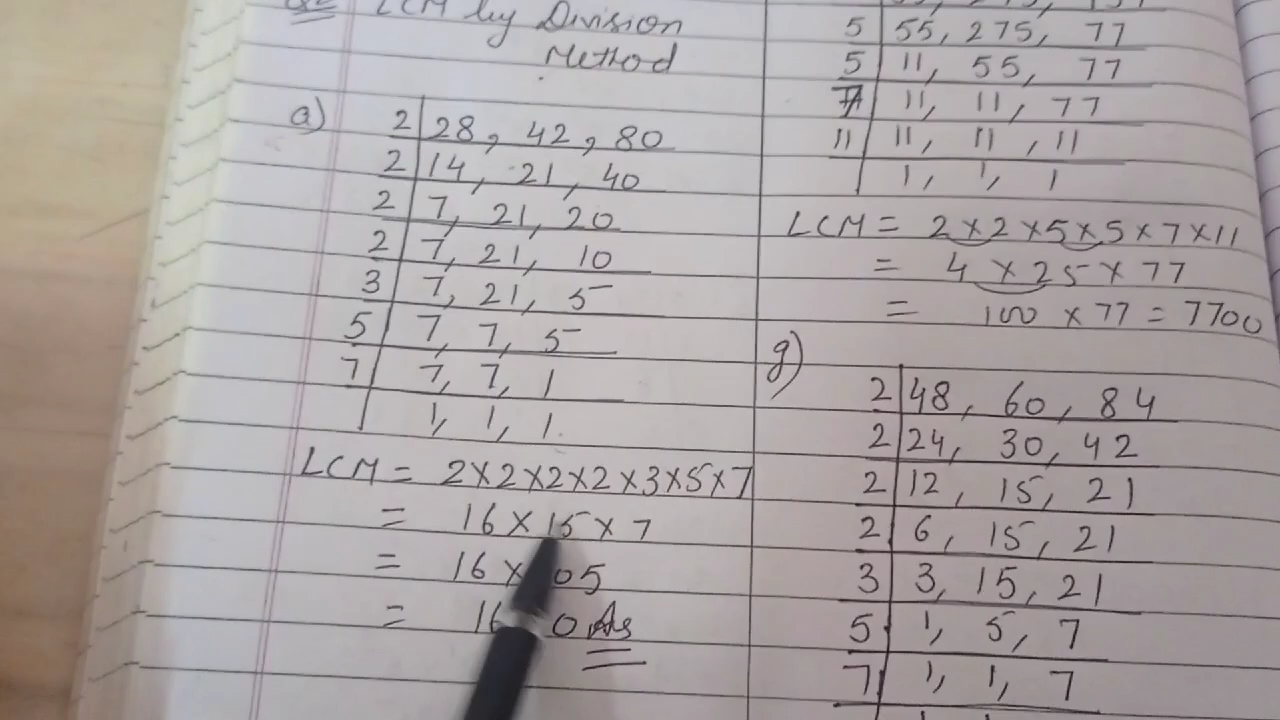 LCM by Division
Method
a)
2 | 28, 42, 80
2 | 14, 21, 40
2 | 7, 21, 20
2 | 7, 21, 10
3 | 7, 21, 5
5 | 7, 7, 5
7 | 7, 7, 1
| 1, 1, 1
LCM = 2×2×2×2×3×5×7
= 16×15×7
= 16× 05
= 16 0 Ans
5 | 55, 275, 77
5 | 11, 55, 77
7 | 11, 11, 77
11 | 11, 11, 11
| 1, 1, 1
LCM = 2×2×5×5×7×11
= 4 × 25 × 77
= 100 × 77 = 7700
g)
2 | 48, 60, 84
2 | 24, 30, 42
2 | 12, 15, 21
2 | 6, 15, 21
3 | 3, 15, 21
5 | 1, 5, 7
7 | 1, 1, 7